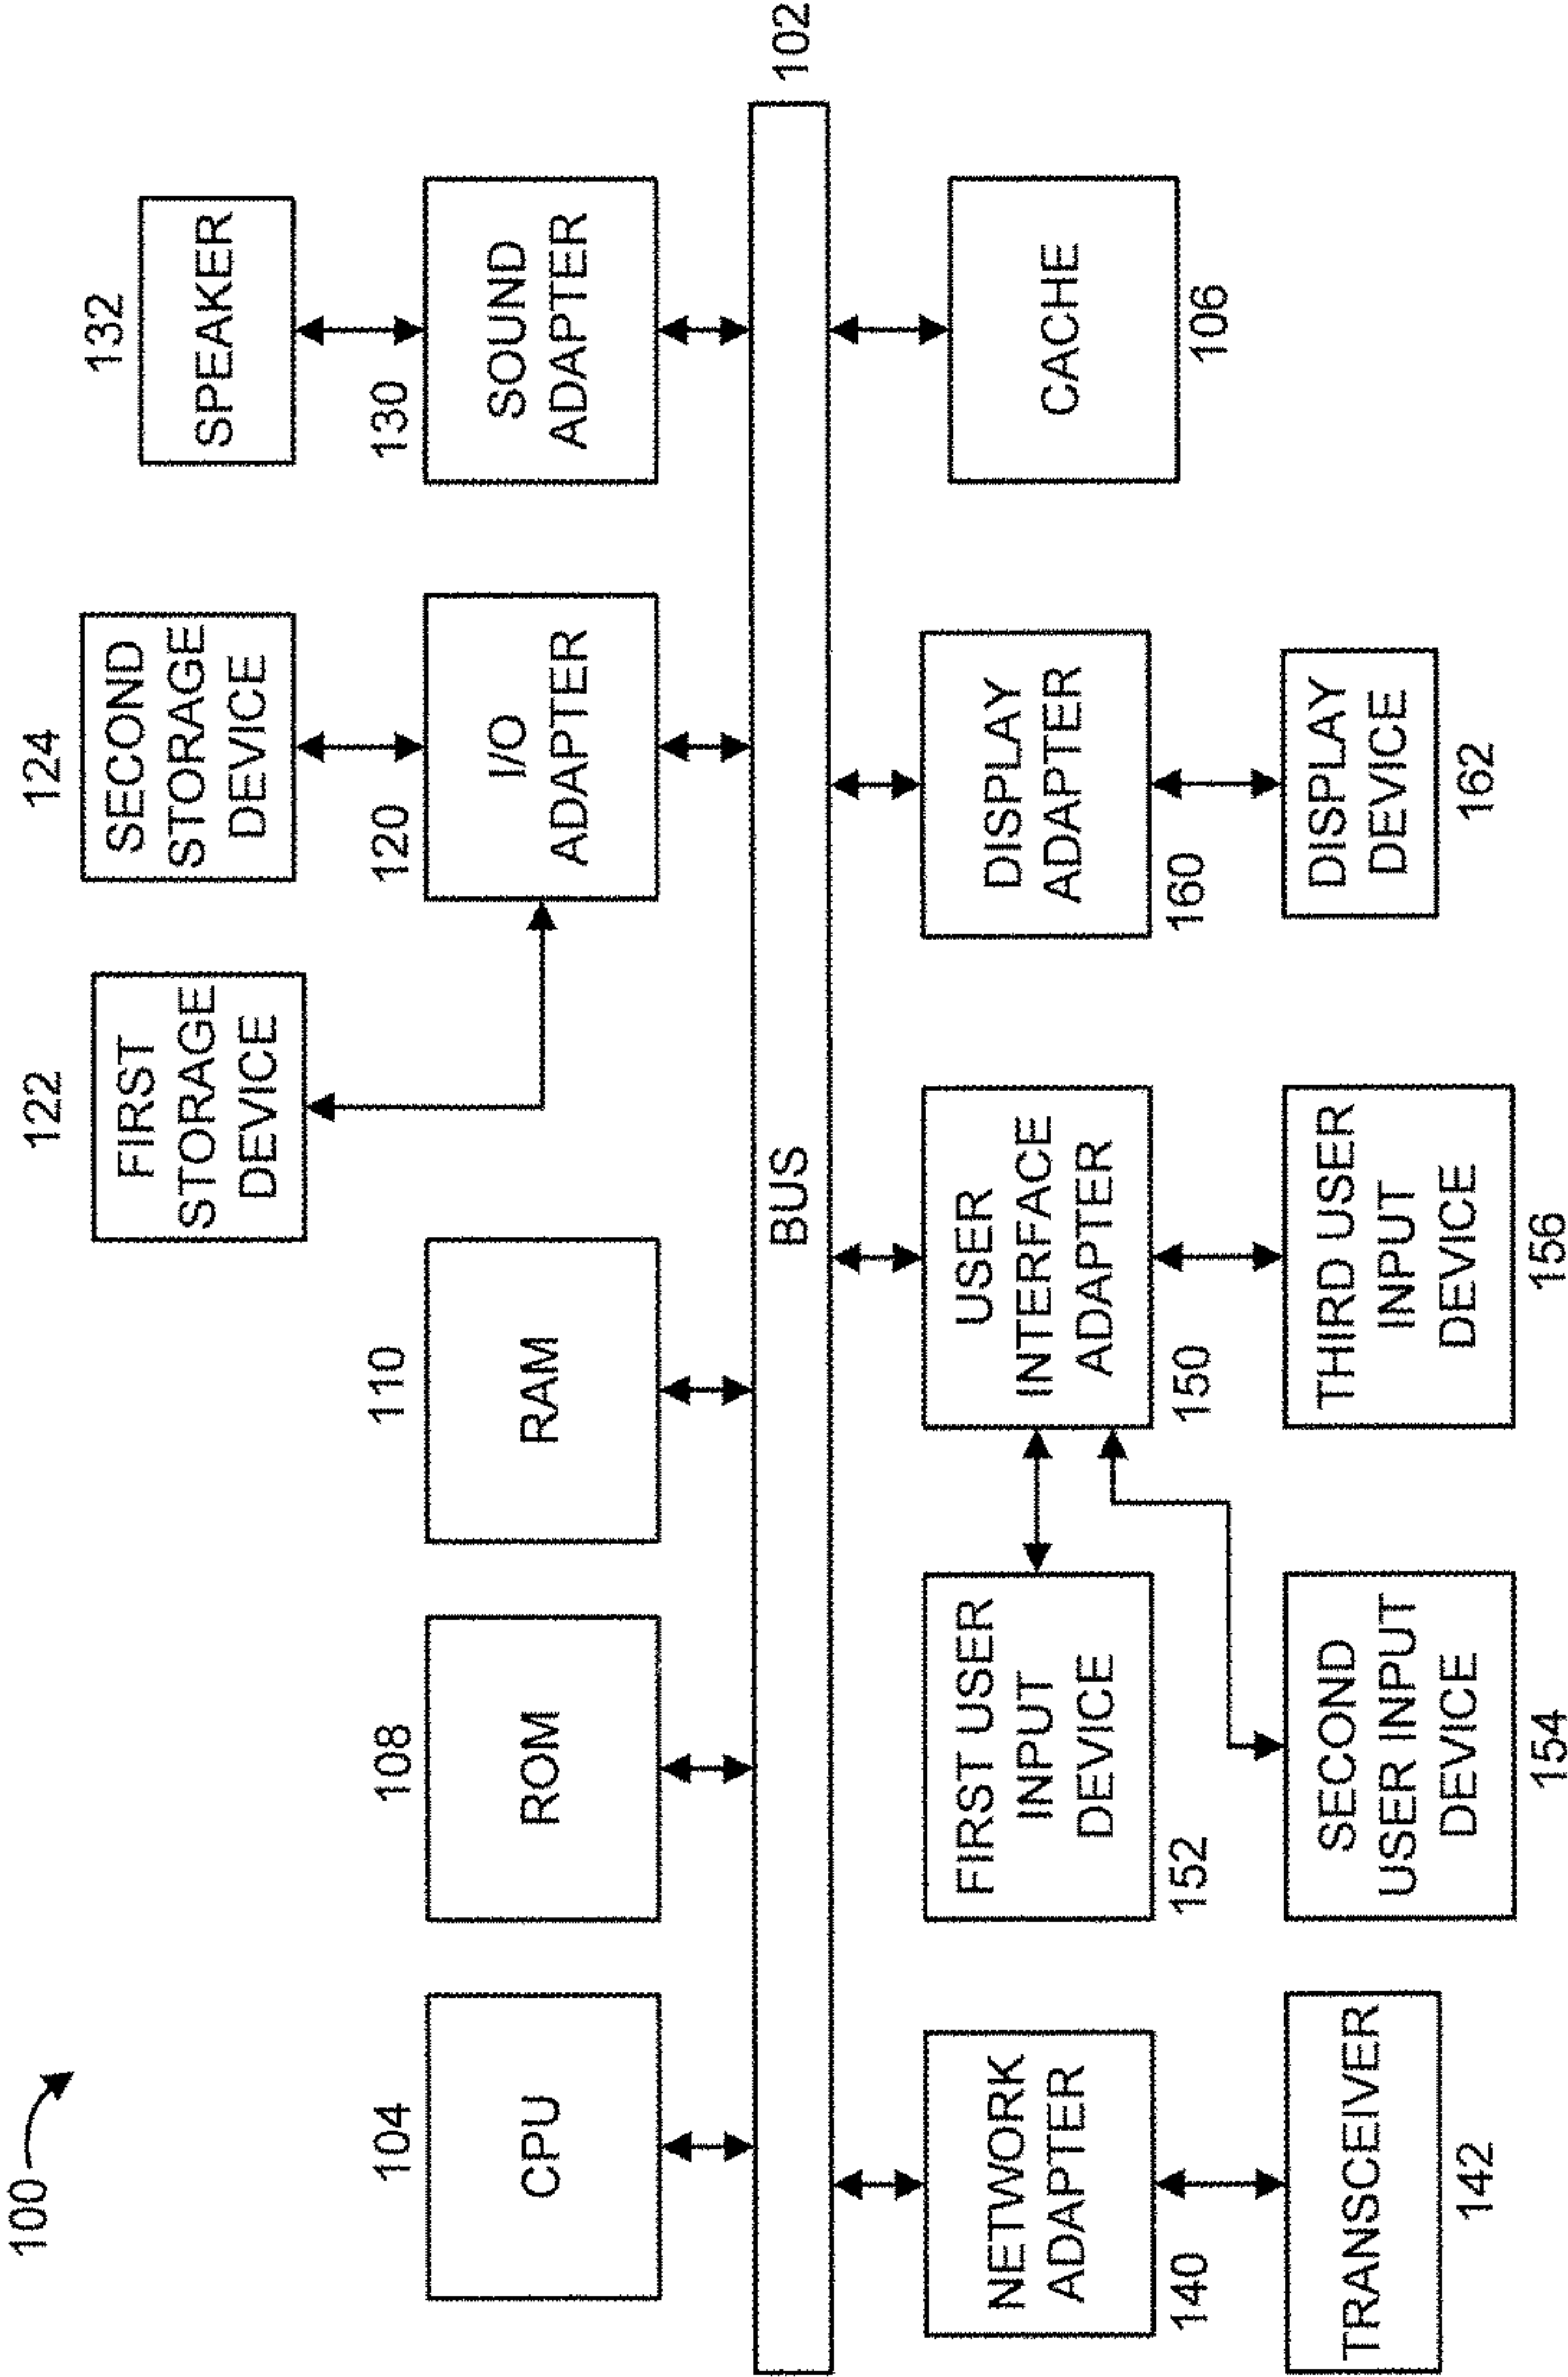 100
122
124
132
FIRST
STORAGE
DEVICE
SECOND
STORAGE
DEVICE
SPEAKER
104
108
110
120
130
CPU
ROM
RAM
I/O
ADAPTER
SOUND
ADAPTER
BUS
102
NETWORK
ADAPTER
FIRST USER
INPUT
DEVICE
USER
INTERFACE
ADAPTER
DISPLAY
ADAPTER
CACHE
140
152
150
160
106
TRANSCEIVER
SECOND
USER INPUT
DEVICE
THIRD USER
INPUT
DEVICE
DISPLAY
DEVICE
142
154
156
162